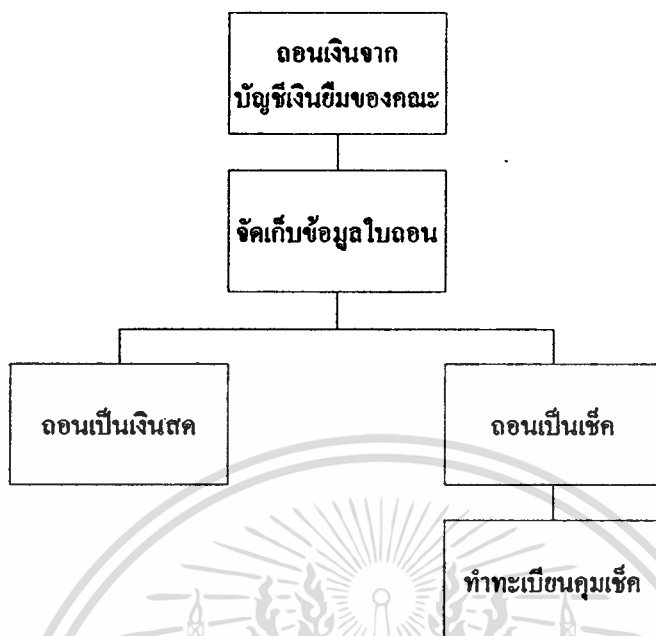 ถอนเงินจาก
บัญชีเงินยืมของคณะ
จัดเก็บข้อมูลใบถอน
ถอนเป็นเงินสด
ถอนเป็นเช็ค
ทำทะเบียนคุมเช็ค